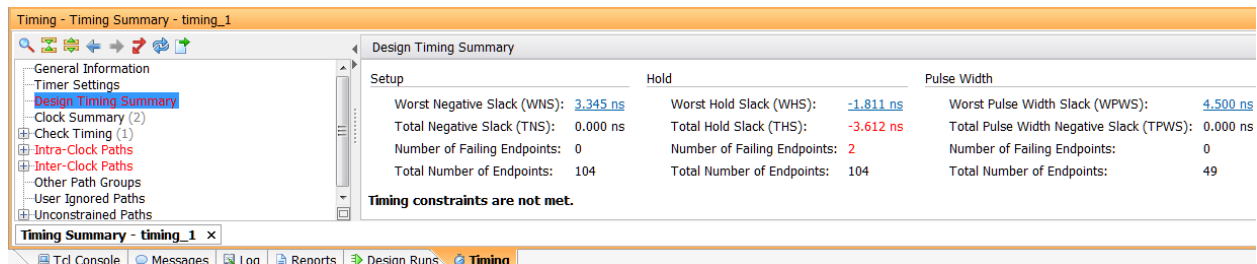 Timing - Timing Summary - timing_1
General Information
Timer Settings
Design Timing Summary
Clock Summary (2)
Check Timing (1)
Intra-Clock Paths
Inter-Clock Paths
Other Path Groups
User Ignored Paths
Unconstrained Paths
Design Timing Summary
Setup Hold Pulse Width
Worst Negative Slack (WNS): 3.345 ns Worst Hold Slack (WHS): -1.811 ns Worst Pulse Width Slack (WPWS): 4.500 ns
Total Negative Slack (TNS): 0.000 ns Total Hold Slack (THS): -3.612 ns Total Pulse Width Negative Slack (TPWS): 0.000 ns
Number of Failing Endpoints: 0 Number of Failing Endpoints: 2 Number of Failing Endpoints: 0
Total Number of Endpoints: 104 Total Number of Endpoints: 104 Total Number of Endpoints: 49
Timing constraints are not met.
Timing Summary - timing_1 ×
Tcl Console Messages Log Reports Design Runs Timing